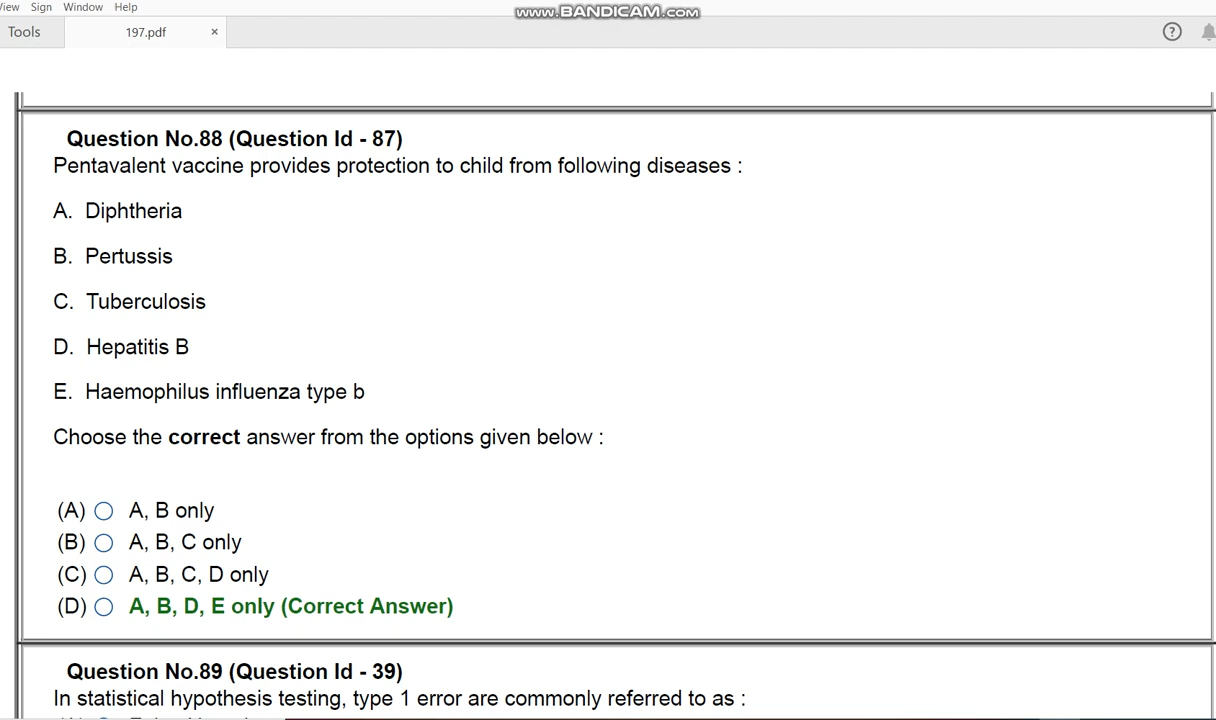 View Sign Window Help
www.BANDICAM.com
Tools 197.pdf × ?
Question No.88 (Question Id - 87)
Pentavalent vaccine provides protection to child from following diseases :
A. Diphtheria
B. Pertussis
C. Tuberculosis
D. Hepatitis B
E. Haemophilus influenza type b
Choose the correct answer from the options given below :
(A) A, B only
(B) A, B, C only
(C) A, B, C, D only
(D) A, B, D, E only (Correct Answer)
Question No.89 (Question Id - 39)
In statistical hypothesis testing, type 1 error are commonly referred to as :